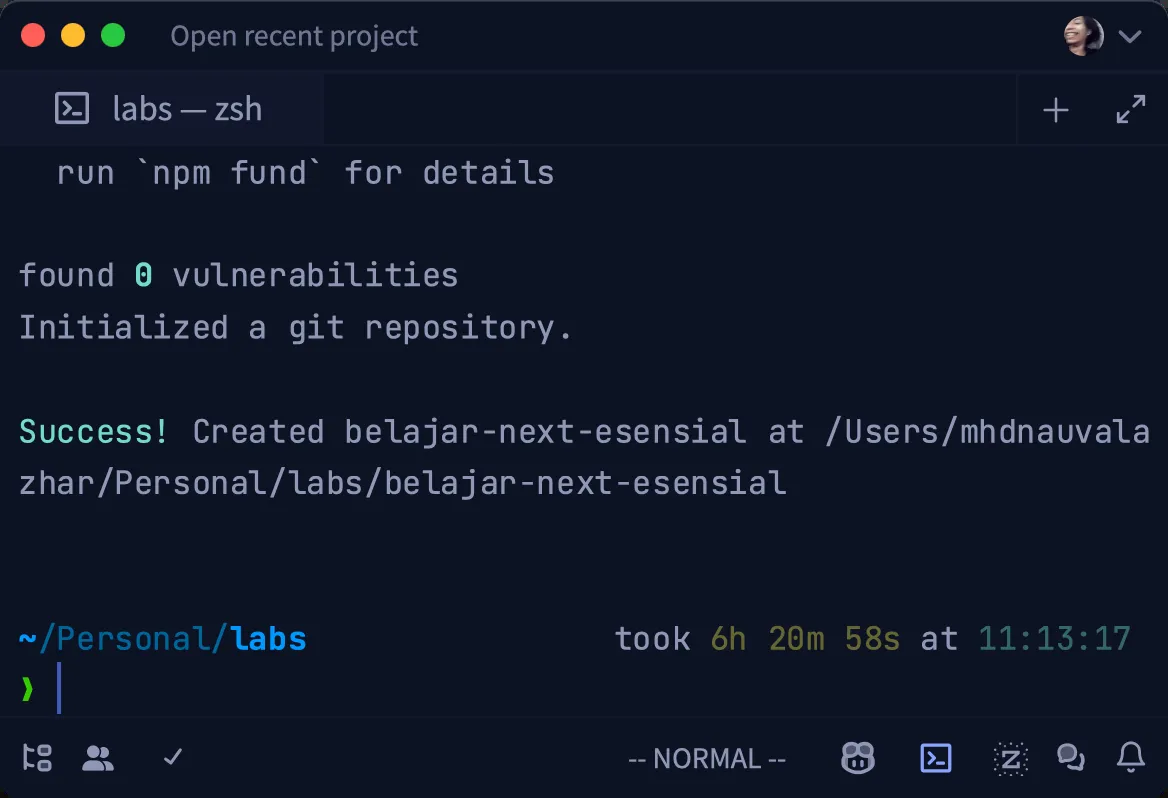 Open recent project
labs — zsh
run `npm fund` for details
found 0 vulnerabilities
Initialized a git repository.
Success! Created belajar-next-esensial at /Users/mhdnauvala
zhar/Personal/labs/belajar-next-esensial
~/Personal/labs took 6h 20m 58s at 11:13:17
❯
-- NORMAL --